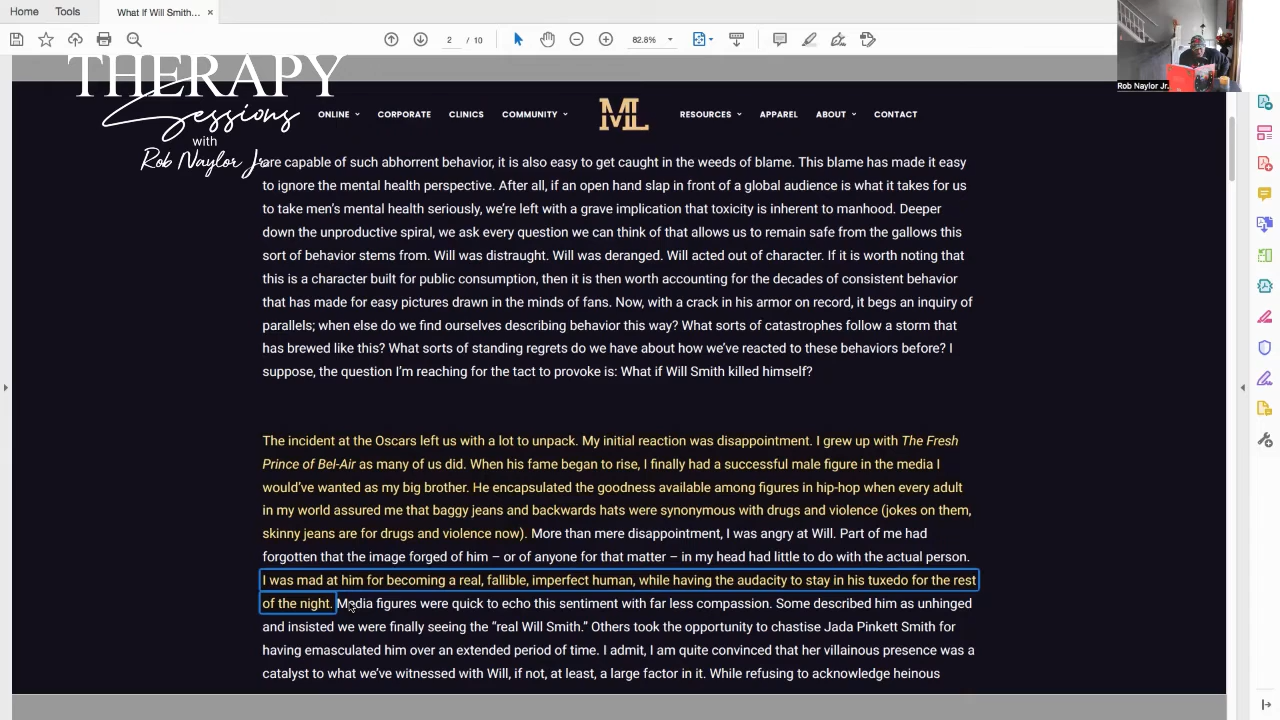 Home Tools What If Will Smith... ×
2 / 10 82.8%
Rob Naylor Jr.
THERAPY
Sessions
with
Rob Naylor Jr.
ONLINE CORPORATE CLINICS COMMUNITY ML RESOURCES APPAREL ABOUT CONTACT
are capable of such abhorrent behavior, it is also easy to get caught in the weeds of blame. This blame has made it easy
to ignore the mental health perspective. After all, if an open hand slap in front of a global audience is what it takes for us
to take men's mental health seriously, we're left with a grave implication that toxicity is inherent to manhood. Deeper
down the unproductive spiral, we ask every question we can think of that allows us to remain safe from the gallows this
sort of behavior stems from. Will was distraught. Will was deranged. Will acted out of character. If it is worth noting that
this is a character built for public consumption, then it is then worth accounting for the decades of consistent behavior
that has made for easy pictures drawn in the minds of fans. Now, with a crack in his armor on record, it begs an inquiry of
parallels; when else do we find ourselves describing behavior this way? What sorts of catastrophes follow a storm that
has brewed like this? What sorts of standing regrets do we have about how we've reacted to these behaviors before? I
suppose, the question I'm reaching for the tact to provoke is: What if Will Smith killed himself?
The incident at the Oscars left us with a lot to unpack. My initial reaction was disappointment. I grew up with The Fresh
Prince of Bel-Air as many of us did. When his fame began to rise, I finally had a successful male figure in the media I
would've wanted as my big brother. He encapsulated the goodness available among figures in hip-hop when every adult
in my world assured me that baggy jeans and backwards hats were synonymous with drugs and violence (jokes on them,
skinny jeans are for drugs and violence now). More than mere disappointment, I was angry at Will. Part of me had
forgotten that the image forged of him – or of anyone for that matter – in my head had little to do with the actual person.
I was mad at him for becoming a real, fallible, imperfect human, while having the audacity to stay in his tuxedo for the rest
of the night. Media figures were quick to echo this sentiment with far less compassion. Some described him as unhinged
and insisted we were finally seeing the “real Will Smith.” Others took the opportunity to chastise Jada Pinkett Smith for
having emasculated him over an extended period of time. I admit, I am quite convinced that her villainous presence was a
catalyst to what we've witnessed with Will, if not, at least, a large factor in it. While refusing to acknowledge heinous